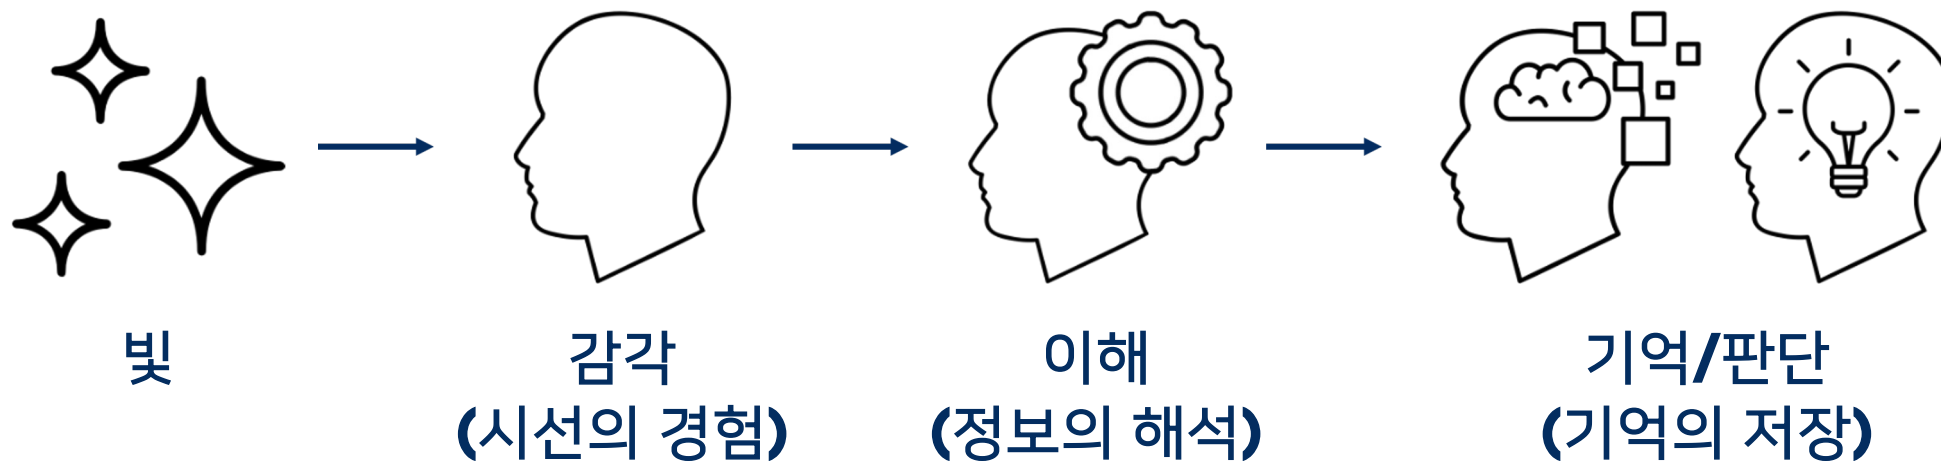 빛
감각
(시선의 경험)
이해
(정보의 해석)
기억/판단
(기억의 저장)